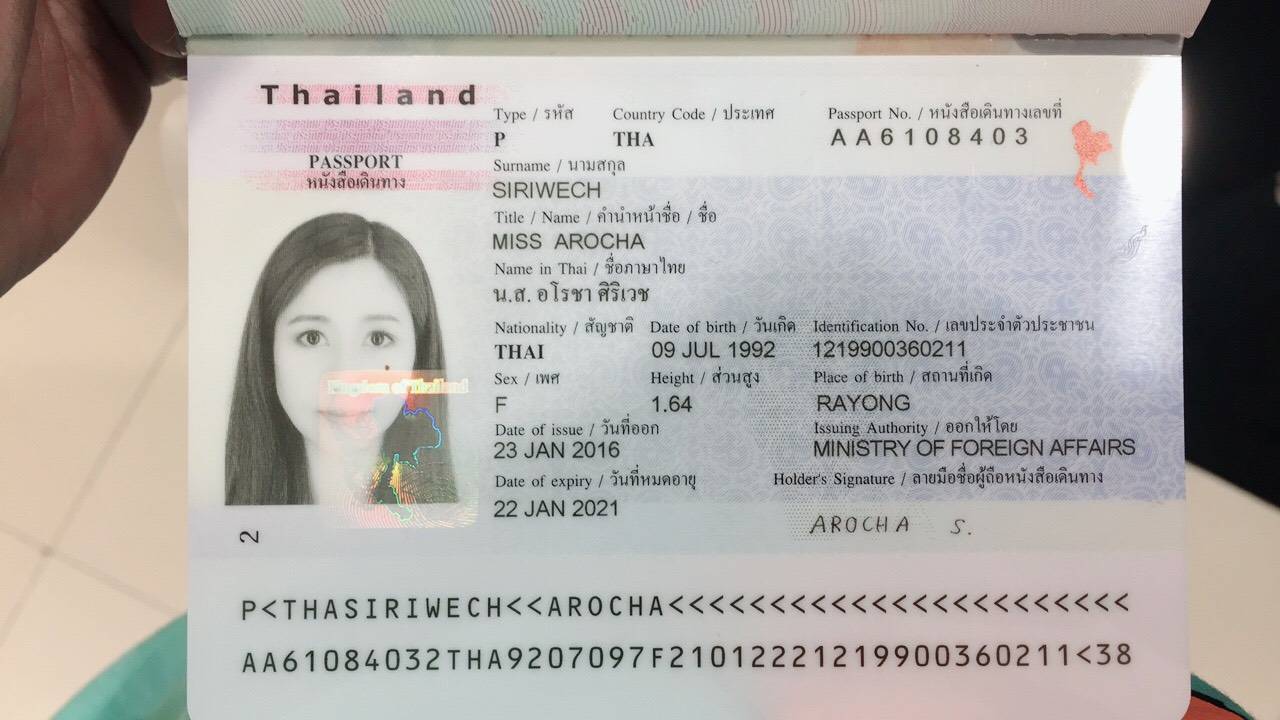 Thailand
PASSPORT
หนังสือเดินทาง
Type / รหัส Country Code / ประเทศ Passport No. / หนังสือเดินทางเลขที่
P THA AA6108403
Surname / นามสกุล
SIRIWECH
Title / Name / คำนำหน้าชื่อ / ชื่อ
MISS AROCHA
Name in Thai / ชื่อภาษาไทย
น.ส. อโรชา ศิริเวช
Nationality / สัญชาติ Date of birth / วันเกิด Identification No. / เลขประจำตัวประชาชน
THAI 09 JUL 1992 1219900360211
Sex / เพศ Height / ส่วนสูง Place of birth / สถานที่เกิด
F 1.64 RAYONG
Date of issue / วันที่ออก Issuing Authority / ออกให้โดย
23 JAN 2016 MINISTRY OF FOREIGN AFFAIRS
Date of expiry / วันที่หมดอายุ Holder's Signature / ลายมือชื่อผู้ถือหนังสือเดินทาง
22 JAN 2021
AROCHA S.
Kingdom of Thailand
2
P<THASIRIWECH<<AROCHA<<<<<<<<<<<<<<<<<<<<<<<
AA61084032THA9207097F21012221219900360211<38